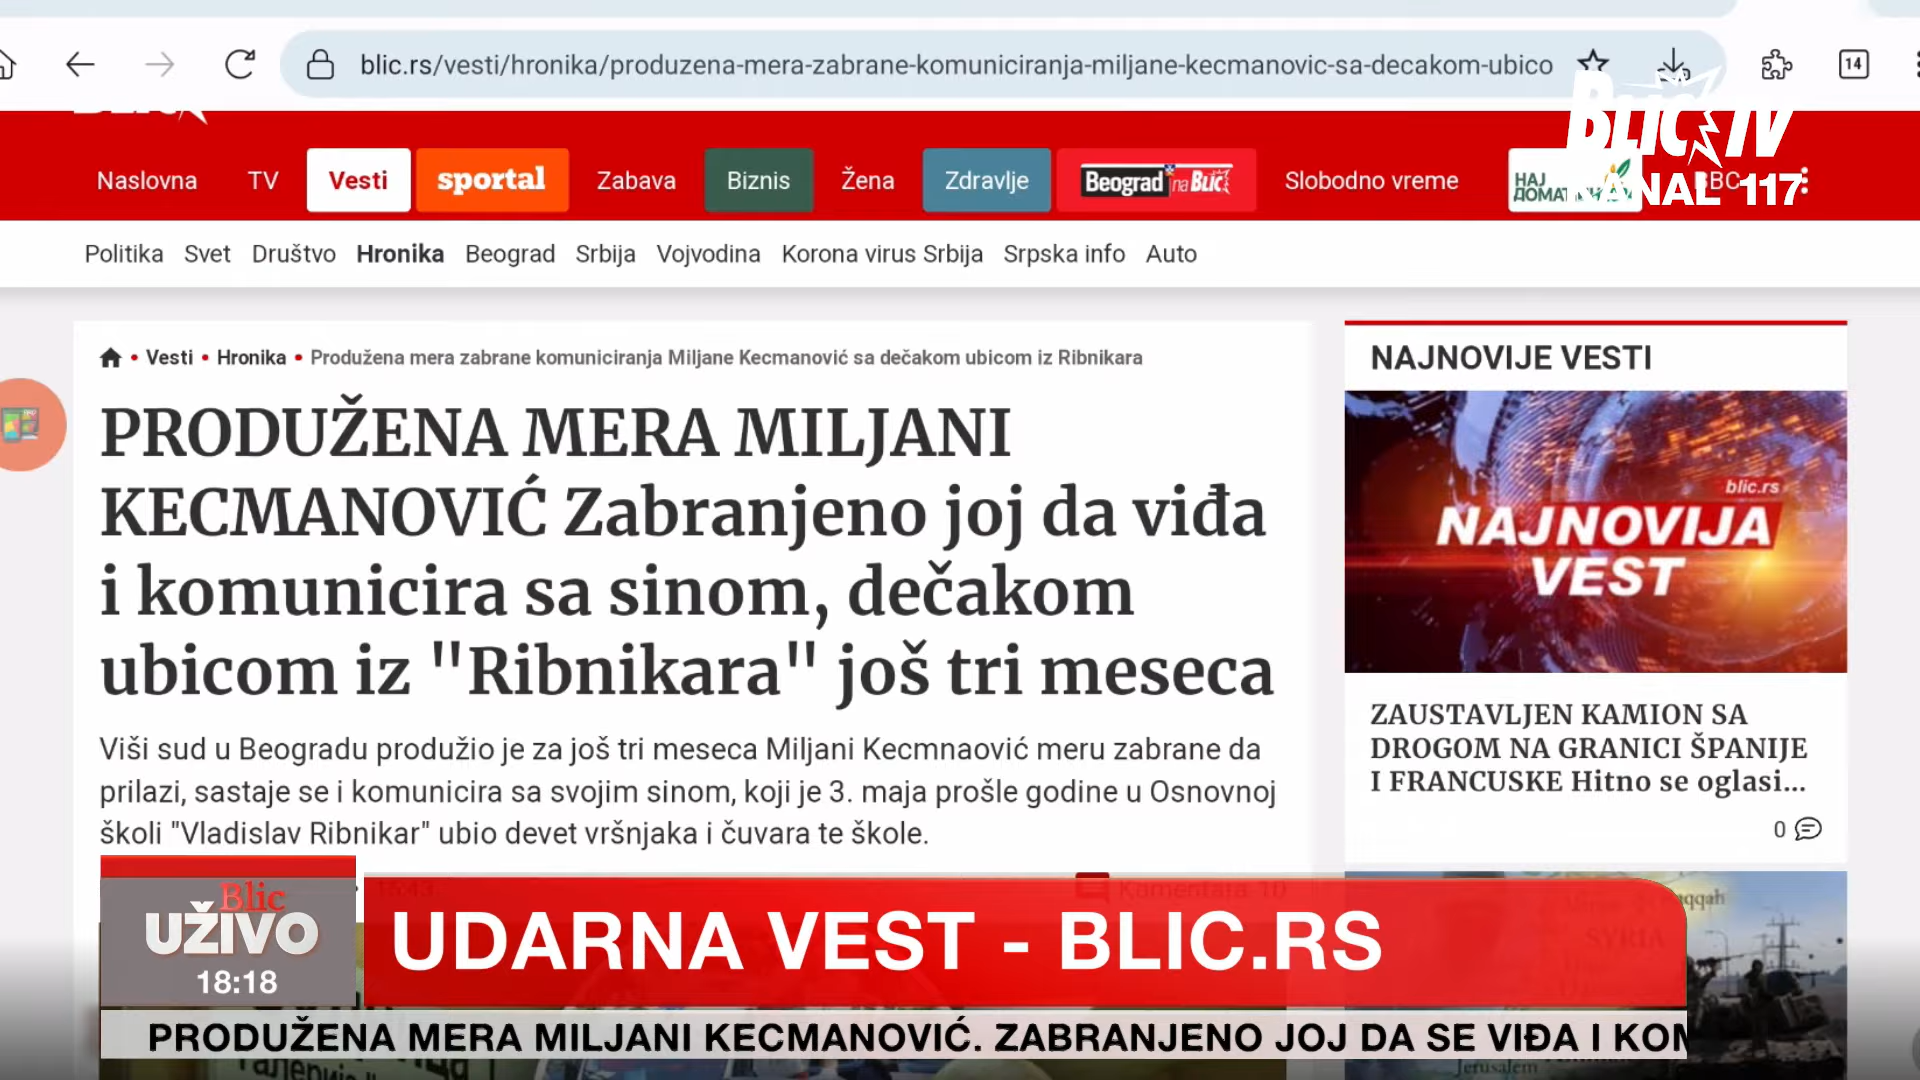 blic.rs/vesti/hronika/produzena-mera-zabrane-komuniciranja-miljane-kecmanovic-sa-decakom-ubico
14
BLIC TV
KANAL 117
Naslovna TV Vesti sportal Zabava Biznis Žena Zdravlje Beograd na Blic Slobodno vreme НАЈ BBC
Politika Svet Društvo Hronika Beograd Srbija Vojvodina Korona virus Srbija Srpska info Auto
Vesti • Hronika • Produžena mera zabrane komuniciranja Miljane Kecmanović sa dečakom ubicom iz Ribnikara
PRODUŽENA MERA MILJANI
KECMANOVIĆ Zabranjeno joj da viđa
i komunicira sa sinom, dečakom
ubicom iz "Ribnikara" još tri meseca
Viši sud u Beogradu produžio je za još tri meseca Miljani Kecmnaović meru zabrane da
prilazi, sastaje se i komunicira sa svojim sinom, koji je 3. maja prošle godine u Osnovnoj
školi "Vladislav Ribnikar" ubio devet vršnjaka i čuvara te škole.
Komentara 10
NAJNOVIJE VESTI
blic.rs
NAJNOVIJA
VEST
ZAUSTAVLJEN KAMION SA
DROGOM NA GRANICI ŠPANIJE
I FRANCUSKE Hitno se oglasi...
0
SYRIA
Jerusalem
Blic
UŽIVO
18:18
UDARNA VEST - BLIC.RS
PRODUŽENA MERA MILJANI KECMANOVIĆ. ZABRANJENO JOJ DA SE VIĐA I KOM